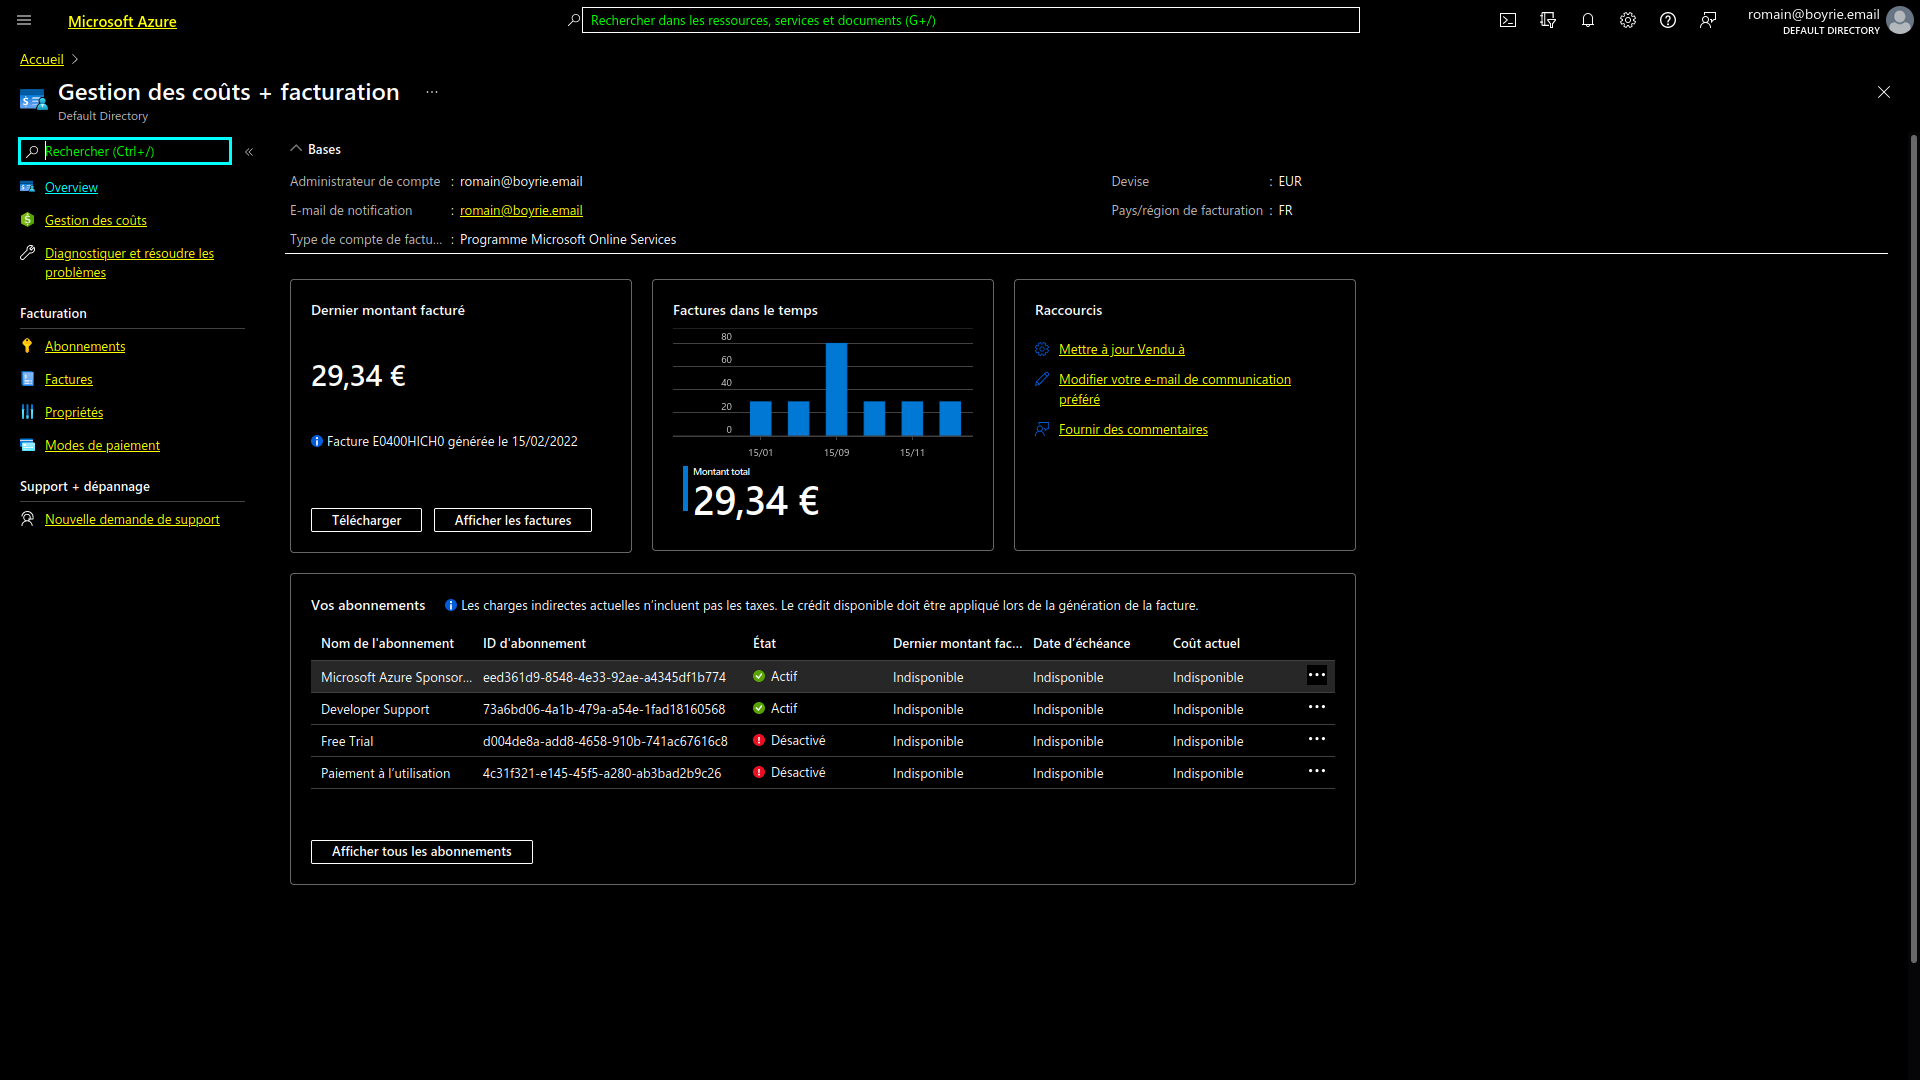 Microsoft Azure
Rechercher dans les ressources, services et documents (G+/)
romain@boyrie.email
DEFAULT DIRECTORY
Accueil
Gestion des coûts + facturation
Default Directory
Rechercher (Ctrl+/)
Overview
Gestion des coûts
Diagnostiquer et résoudre les
problèmes
Facturation
Abonnements
Factures
Propriétés
Modes de paiement
Support + dépannage
Nouvelle demande de support
Bases
Administrateur de compte : romain@boyrie.email
E-mail de notification : romain@boyrie.email
Type de compte de factu... : Programme Microsoft Online Services
Devise : EUR
Pays/région de facturation : FR
Dernier montant facturé
29,34 €
Facture E0400HICH0 générée le 15/02/2022
Télécharger Afficher les factures
Factures dans le temps
80
60
40
20
0
15/01 15/09 15/11
Montant total
29,34 €
Raccourcis
Mettre à jour Vendu à
Modifier votre e-mail de communication
préféré
Fournir des commentaires
Vos abonnements Les charges indirectes actuelles n’incluent pas les taxes. Le crédit disponible doit être appliqué lors de la génération de la facture.
Nom de l'abonnement ID d'abonnement État Dernier montant fac... Date d’échéance Coût actuel
Microsoft Azure Sponsor... eed361d9-8548-4e33-92ae-a4345df1b774 Actif Indisponible Indisponible Indisponible
Developer Support 73a6bd06-4a1b-479a-a54e-1fad18160568 Actif Indisponible Indisponible Indisponible
Free Trial d004de8a-add8-4658-910b-741ac67616c8 Désactivé Indisponible Indisponible Indisponible
Paiement à l’utilisation 4c31f321-e145-45f5-a280-ab3bad2b9c26 Désactivé Indisponible Indisponible Indisponible
Afficher tous les abonnements